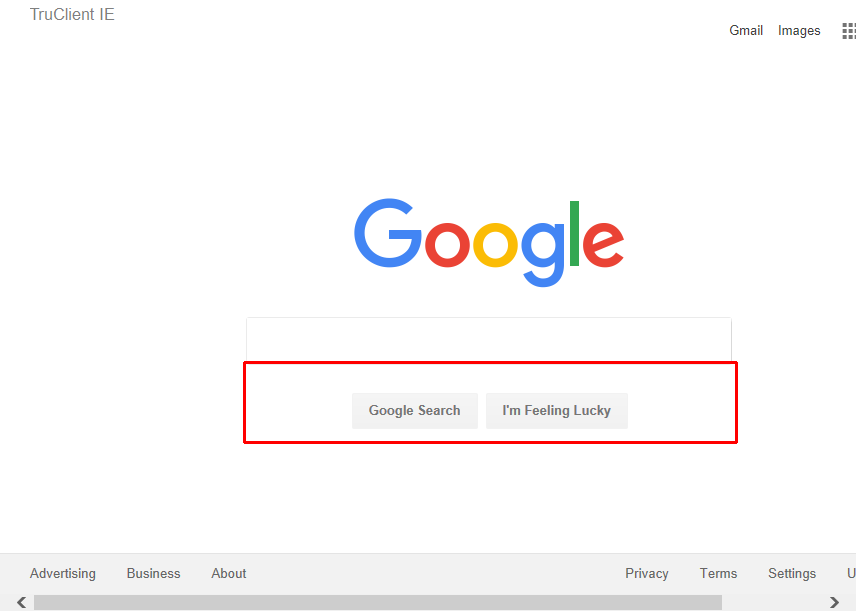 TruClient IE
Gmail Images
Google
Google Search I'm Feeling Lucky
Advertising Business About Privacy Terms Settings U